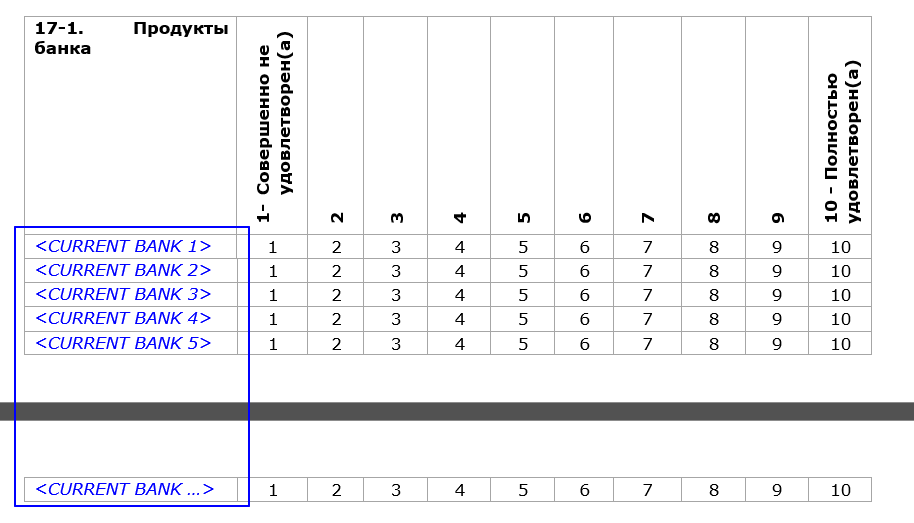 17-1. Продукты
банка
1- Совершенно не
удовлетворен(а)
2
3
4
5
6
7
8
9
10 - Полностью
удовлетворен(а)
<CURRENT BANK 1> 1 2 3 4 5 6 7 8 9 10
<CURRENT BANK 2> 1 2 3 4 5 6 7 8 9 10
<CURRENT BANK 3> 1 2 3 4 5 6 7 8 9 10
<CURRENT BANK 4> 1 2 3 4 5 6 7 8 9 10
<CURRENT BANK 5> 1 2 3 4 5 6 7 8 9 10
<CURRENT BANK …> 1 2 3 4 5 6 7 8 9 10